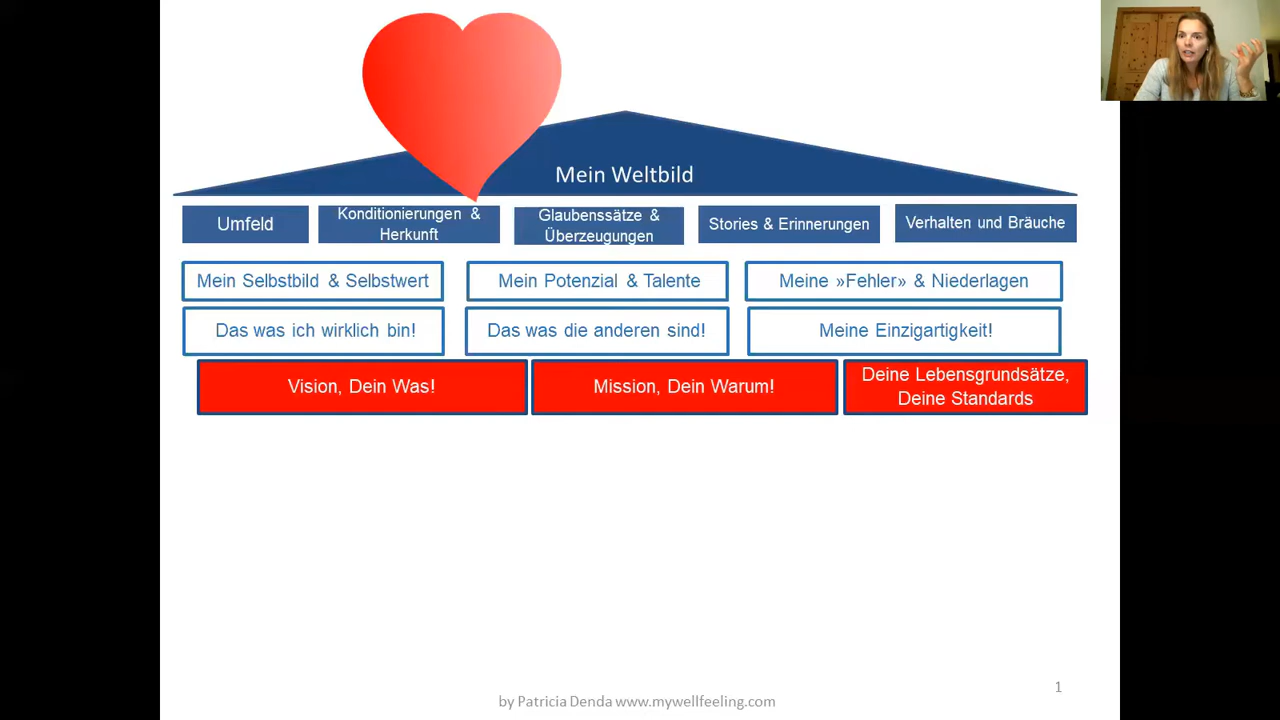 Mein Weltbild
Umfeld
Konditionierungen &
Herkunft
Glaubenssätze &
Überzeugungen
Stories & Erinnerungen
Verhalten und Bräuche
Mein Selbstbild & Selbstwert
Mein Potenzial & Talente
Meine »Fehler» & Niederlagen
Das was ich wirklich bin!
Das was die anderen sind!
Meine Einzigartigkeit!
Vision, Dein Was!
Mission, Dein Warum!
Deine Lebensgrundsätze,
Deine Standards
by Patricia Denda www.mywellfeeling.com
1